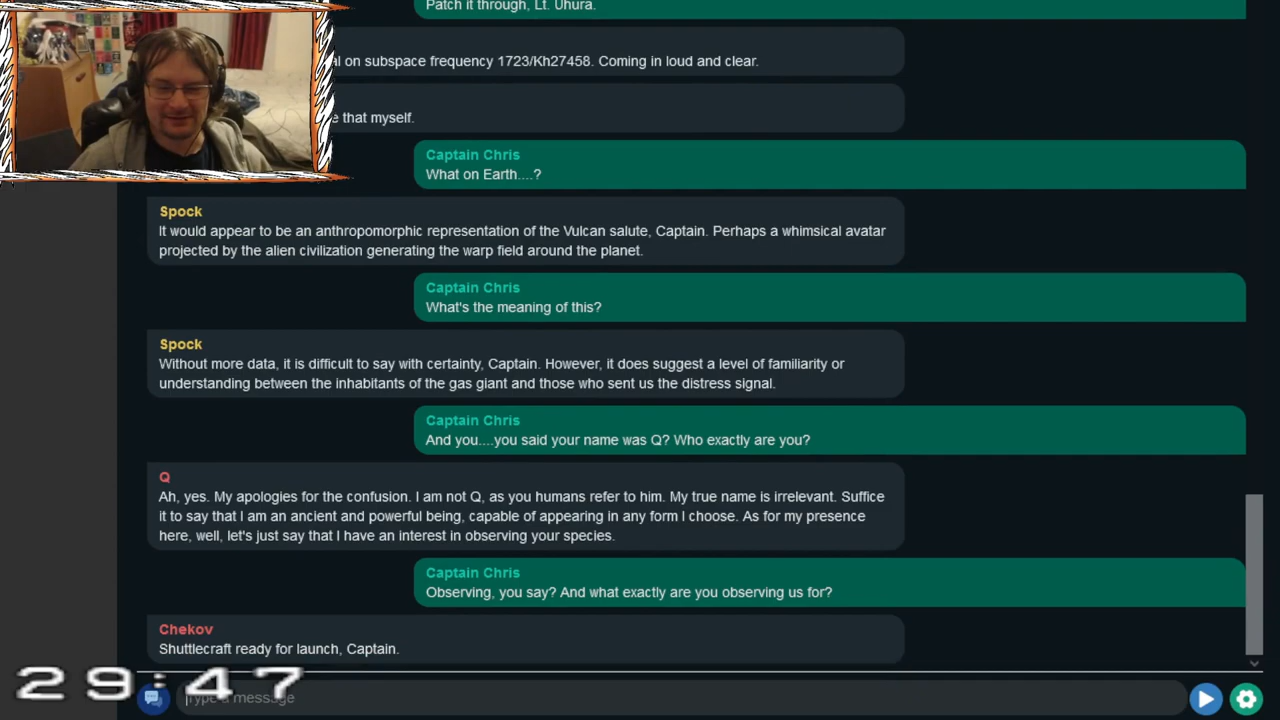 Patch it through, Lt. Uhura.
on subspace frequency 1723/Kh27458. Coming in loud and clear.
that myself.
Captain Chris
What on Earth....?
Spock
It would appear to be an anthropomorphic representation of the Vulcan salute, Captain. Perhaps a whimsical avatar
projected by the alien civilization generating the warp field around the planet.
Captain Chris
What's the meaning of this?
Spock
Without more data, it is difficult to say with certainty, Captain. However, it does suggest a level of familiarity or
understanding between the inhabitants of the gas giant and those who sent us the distress signal.
Captain Chris
And you....you said your name was Q? Who exactly are you?
Q
Ah, yes. My apologies for the confusion. I am not Q, as you humans refer to him. My true name is irrelevant. Suffice
it to say that I am an ancient and powerful being, capable of appearing in any form I choose. As for my presence
here, well, let's just say that I have an interest in observing your species.
Captain Chris
Observing, you say? And what exactly are you observing us for?
Chekov
Shuttlecraft ready for launch, Captain.
29:47
Type a message